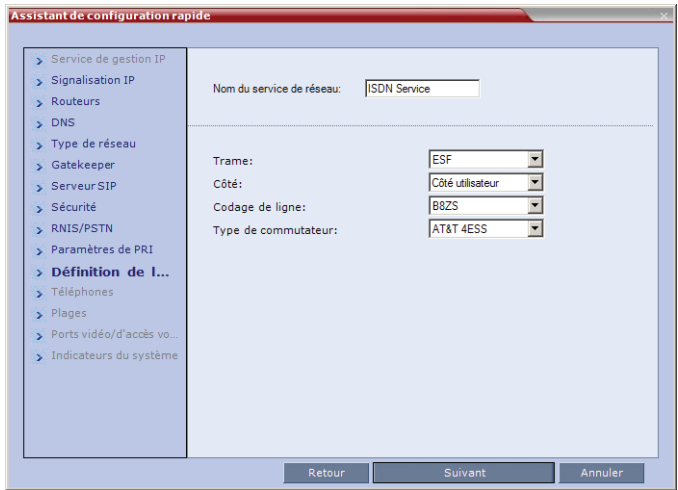 Assistant de configuration rapide
Service de gestion IP
Signalisation IP
Routeurs
DNS
Type de réseau
Gatekeeper
Serveur SIP
Sécurité
RNIS/PSTN
Paramètres de PRI
Définition de l...
Téléphones
Plages
Ports vidéo/d'accès vo...
Indicateurs du système
Nom du service de réseau: ISDN Service
Trame: ESF
Côté: Côté utilisateur
Codage de ligne: B8ZS
Type de commutateur: AT&T 4ESS
Retour Suivant Annuler